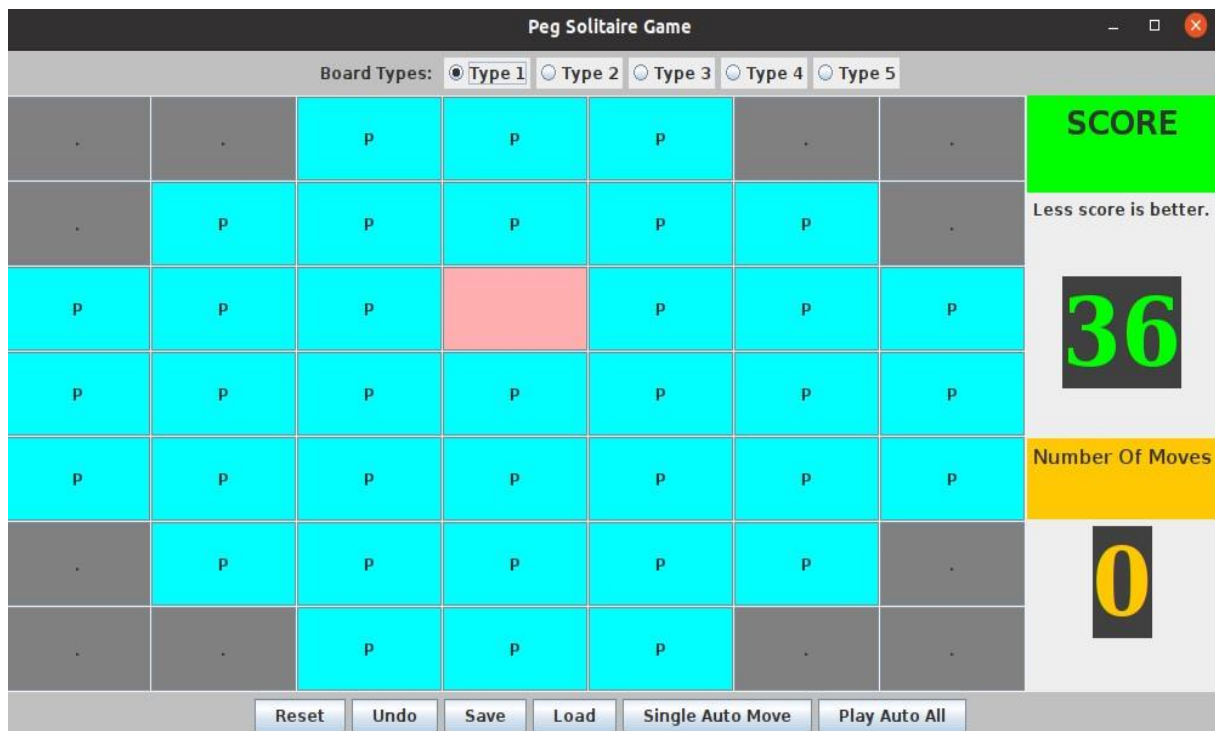 Peg Solitaire Game
Board Types: Type 1 Type 2 Type 3 Type 4 Type 5
. . P P P . .
. P P P P P .
P P P P P P
P P P P P P P
P P P P P P P
. P P P P P .
. . P P P . .
SCORE
Less score is better.
36
Number Of Moves
0
Reset Undo Save Load Single Auto Move Play Auto All